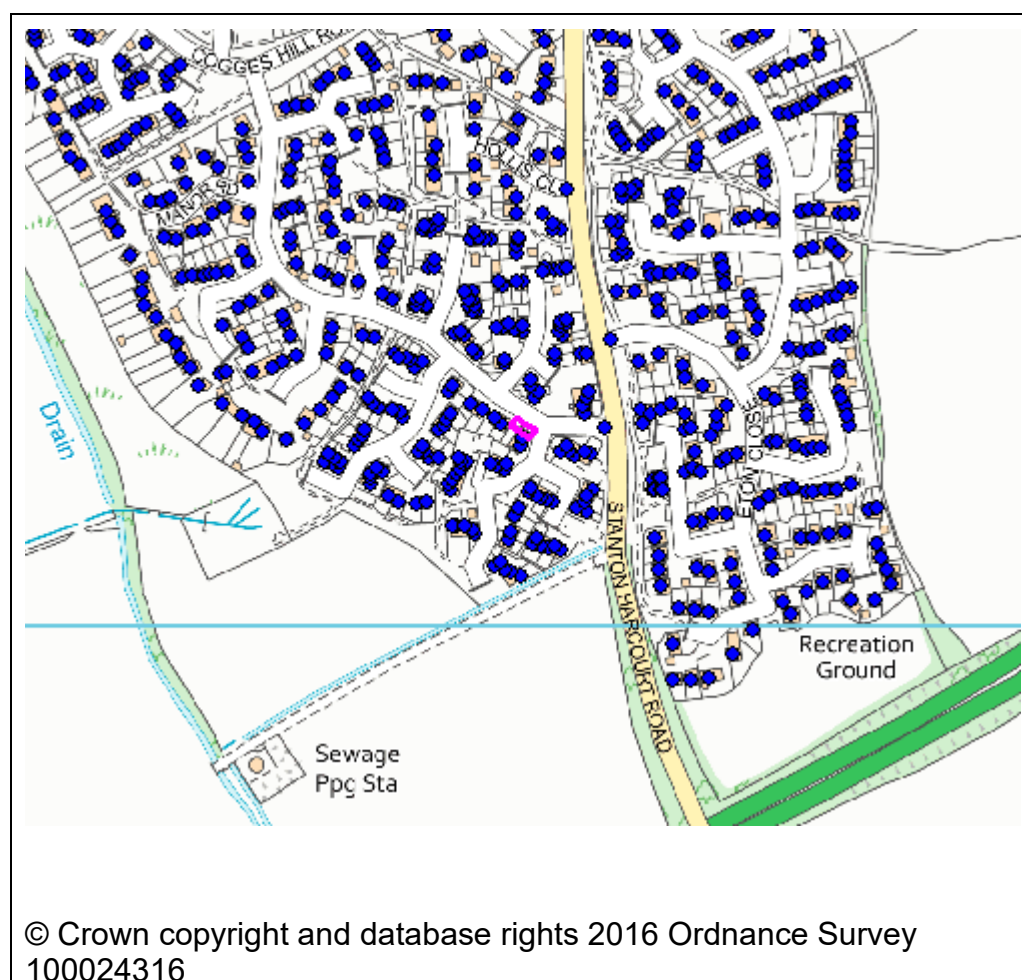 COGGES HILL RO
HOLLIS CL
MANOR RD
Drain
CLOSE
STANTON HARCOURT ROAD
Recreation
Ground
Sewage
Ppg Sta
© Crown copyright and database rights 2016 Ordnance Survey
100024316